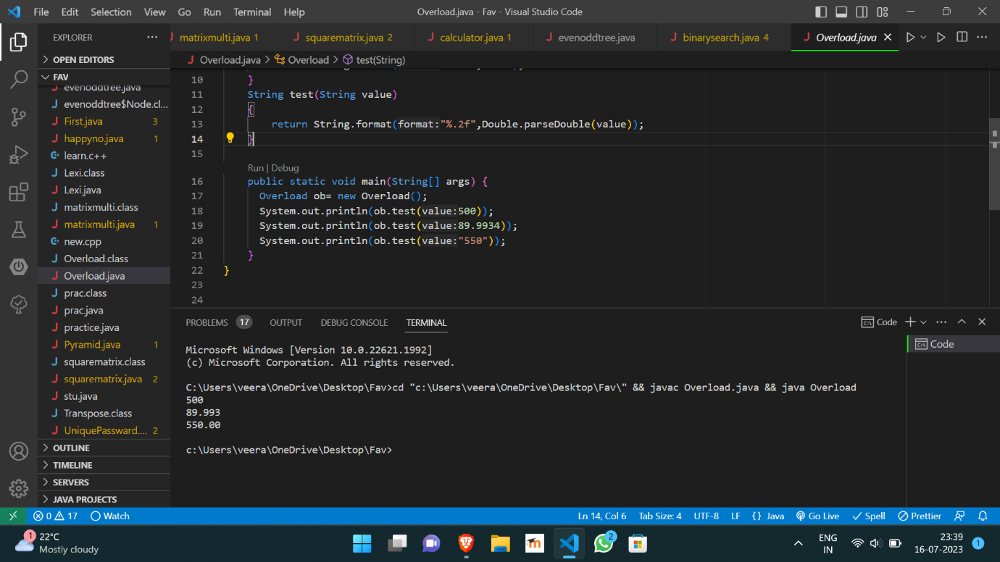 File Edit Selection View Go Run Terminal Help
Overload.java - Fav - Visual Studio Code
EXPLORER
matrixmulti.java 1
squarematrix.java 2
calculator.java 1
evenoddtree.java
binarysearch.java 4
Overload.java
OPEN EDITORS
FAV
evenoddtree.java
evenoddtree$Node.cl...
First.java 3
happyno.java 1
learn.c++
Lexi.class
Lexi.java
matrixmulti.class
matrixmulti.java 1
new.cpp
Overload.class
Overload.java
prac.class
prac.java
practice.java
Pyramid.java 1
squarematrix.class
squarematrix.java 2
stu.java
Transpose.class
UniquePassward.... 2
OUTLINE
TIMELINE
SERVERS
JAVA PROJECTS
Overload.java > Overload > test(String)
10 }
11 String test(String value)
12 {
13 return String.format(format:"%.2f",Double.parseDouble(value));
14 }
15
Run | Debug
16 public static void main(String[] args) {
17 Overload ob= new Overload();
18 System.out.println(ob.test(value:500));
19 System.out.println(ob.test(value:89.9934));
20 System.out.println(ob.test(value:"550"));
21 }
22 }
23
24
PROBLEMS 17 OUTPUT DEBUG CONSOLE TERMINAL
Code
Code
Microsoft Windows [Version 10.0.22621.1992]
(c) Microsoft Corporation. All rights reserved.
C:\Users\veera\OneDrive\Desktop\Fav>cd "c:\Users\veera\OneDrive\Desktop\Fav\" && javac Overload.java && java Overload
500
89.993
550.00
c:\Users\veera\OneDrive\Desktop\Fav>
0 17 Watch
Ln 14, Col 6 Tab Size: 4 UTF-8 LF {} Java Go Live Spell Prettier
1
22°C
Mostly cloudy
m
2
ENG
IN
23:39
16-07-2023
1